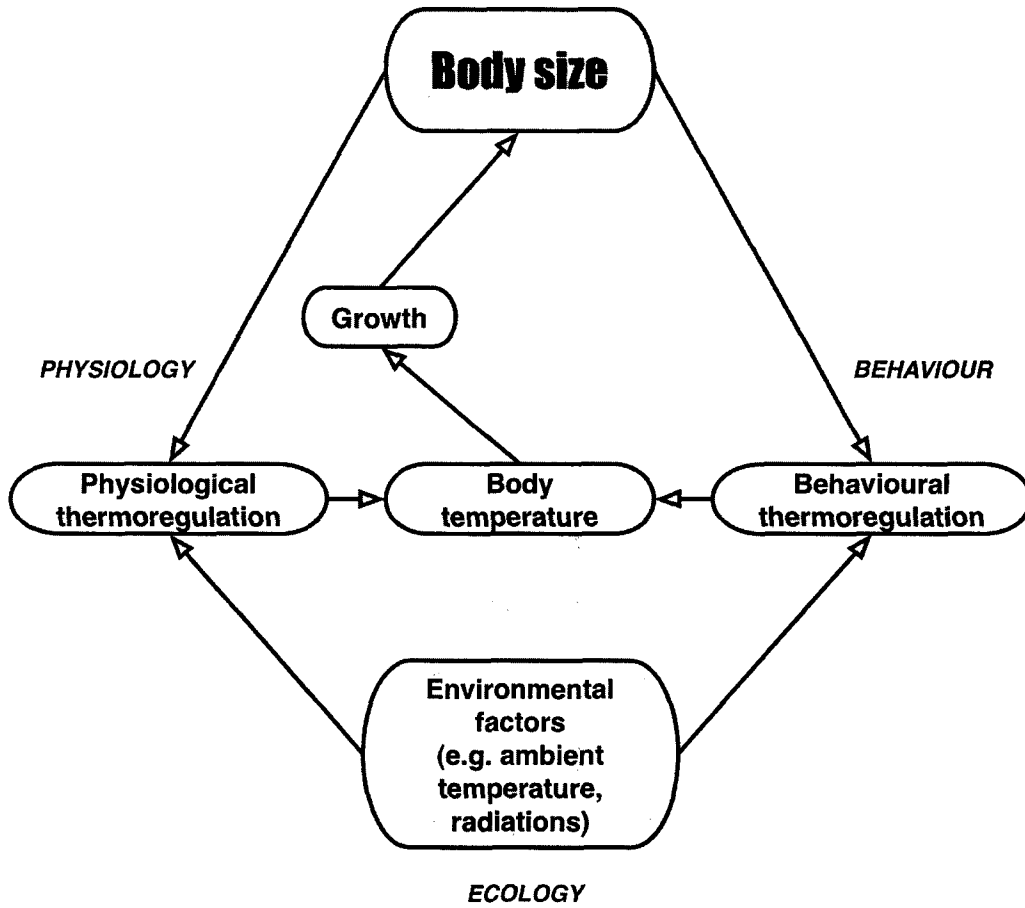 Body size
Growth
PHYSIOLOGY
BEHAVIOUR
Physiological
thermoregulation
Body
temperature
Behavioural
thermoregulation
Environmental
factors
(e.g. ambient
temperature,
radiations)
ECOLOGY